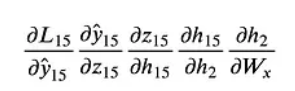 ∂L₁₅ ∂ŷ₁₅ ∂z₁₅ ∂h₁₅ ∂h₂
∂ŷ₁₅ ∂z₁₅ ∂h₁₅ ∂h₂ ∂Wₓ